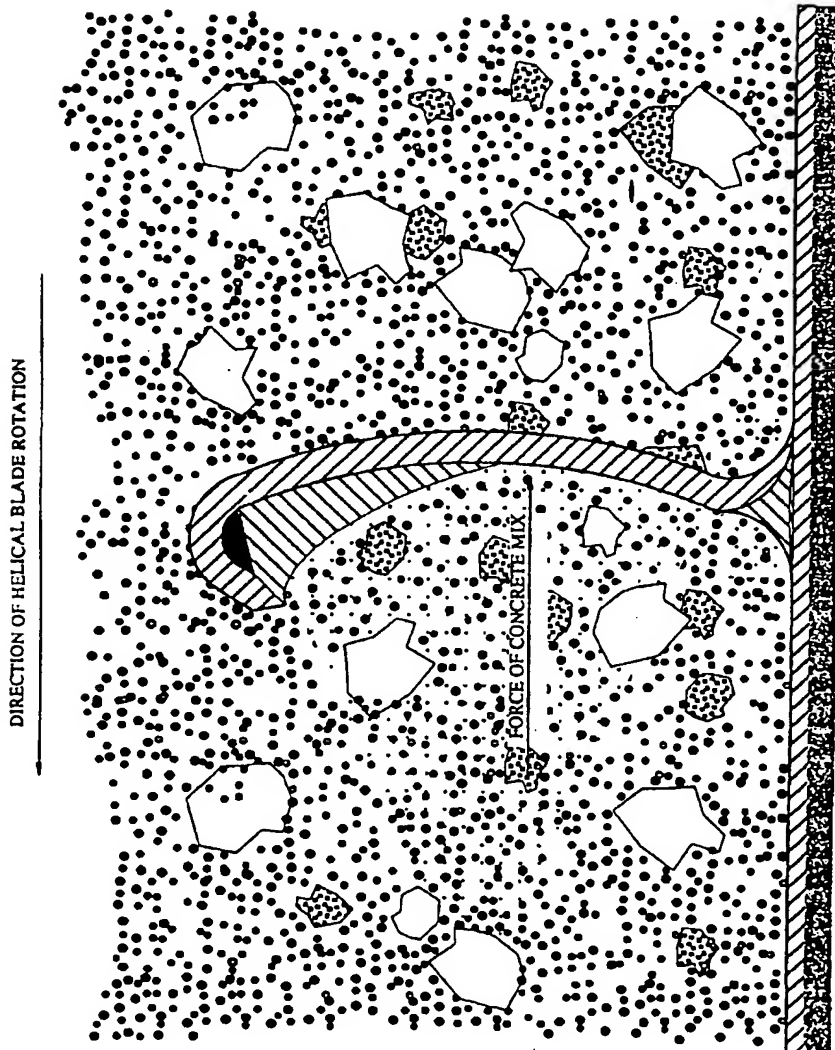 DIRECTION OF HELICAL BLADE ROTATION
FORCE OF CONCRETE MIX